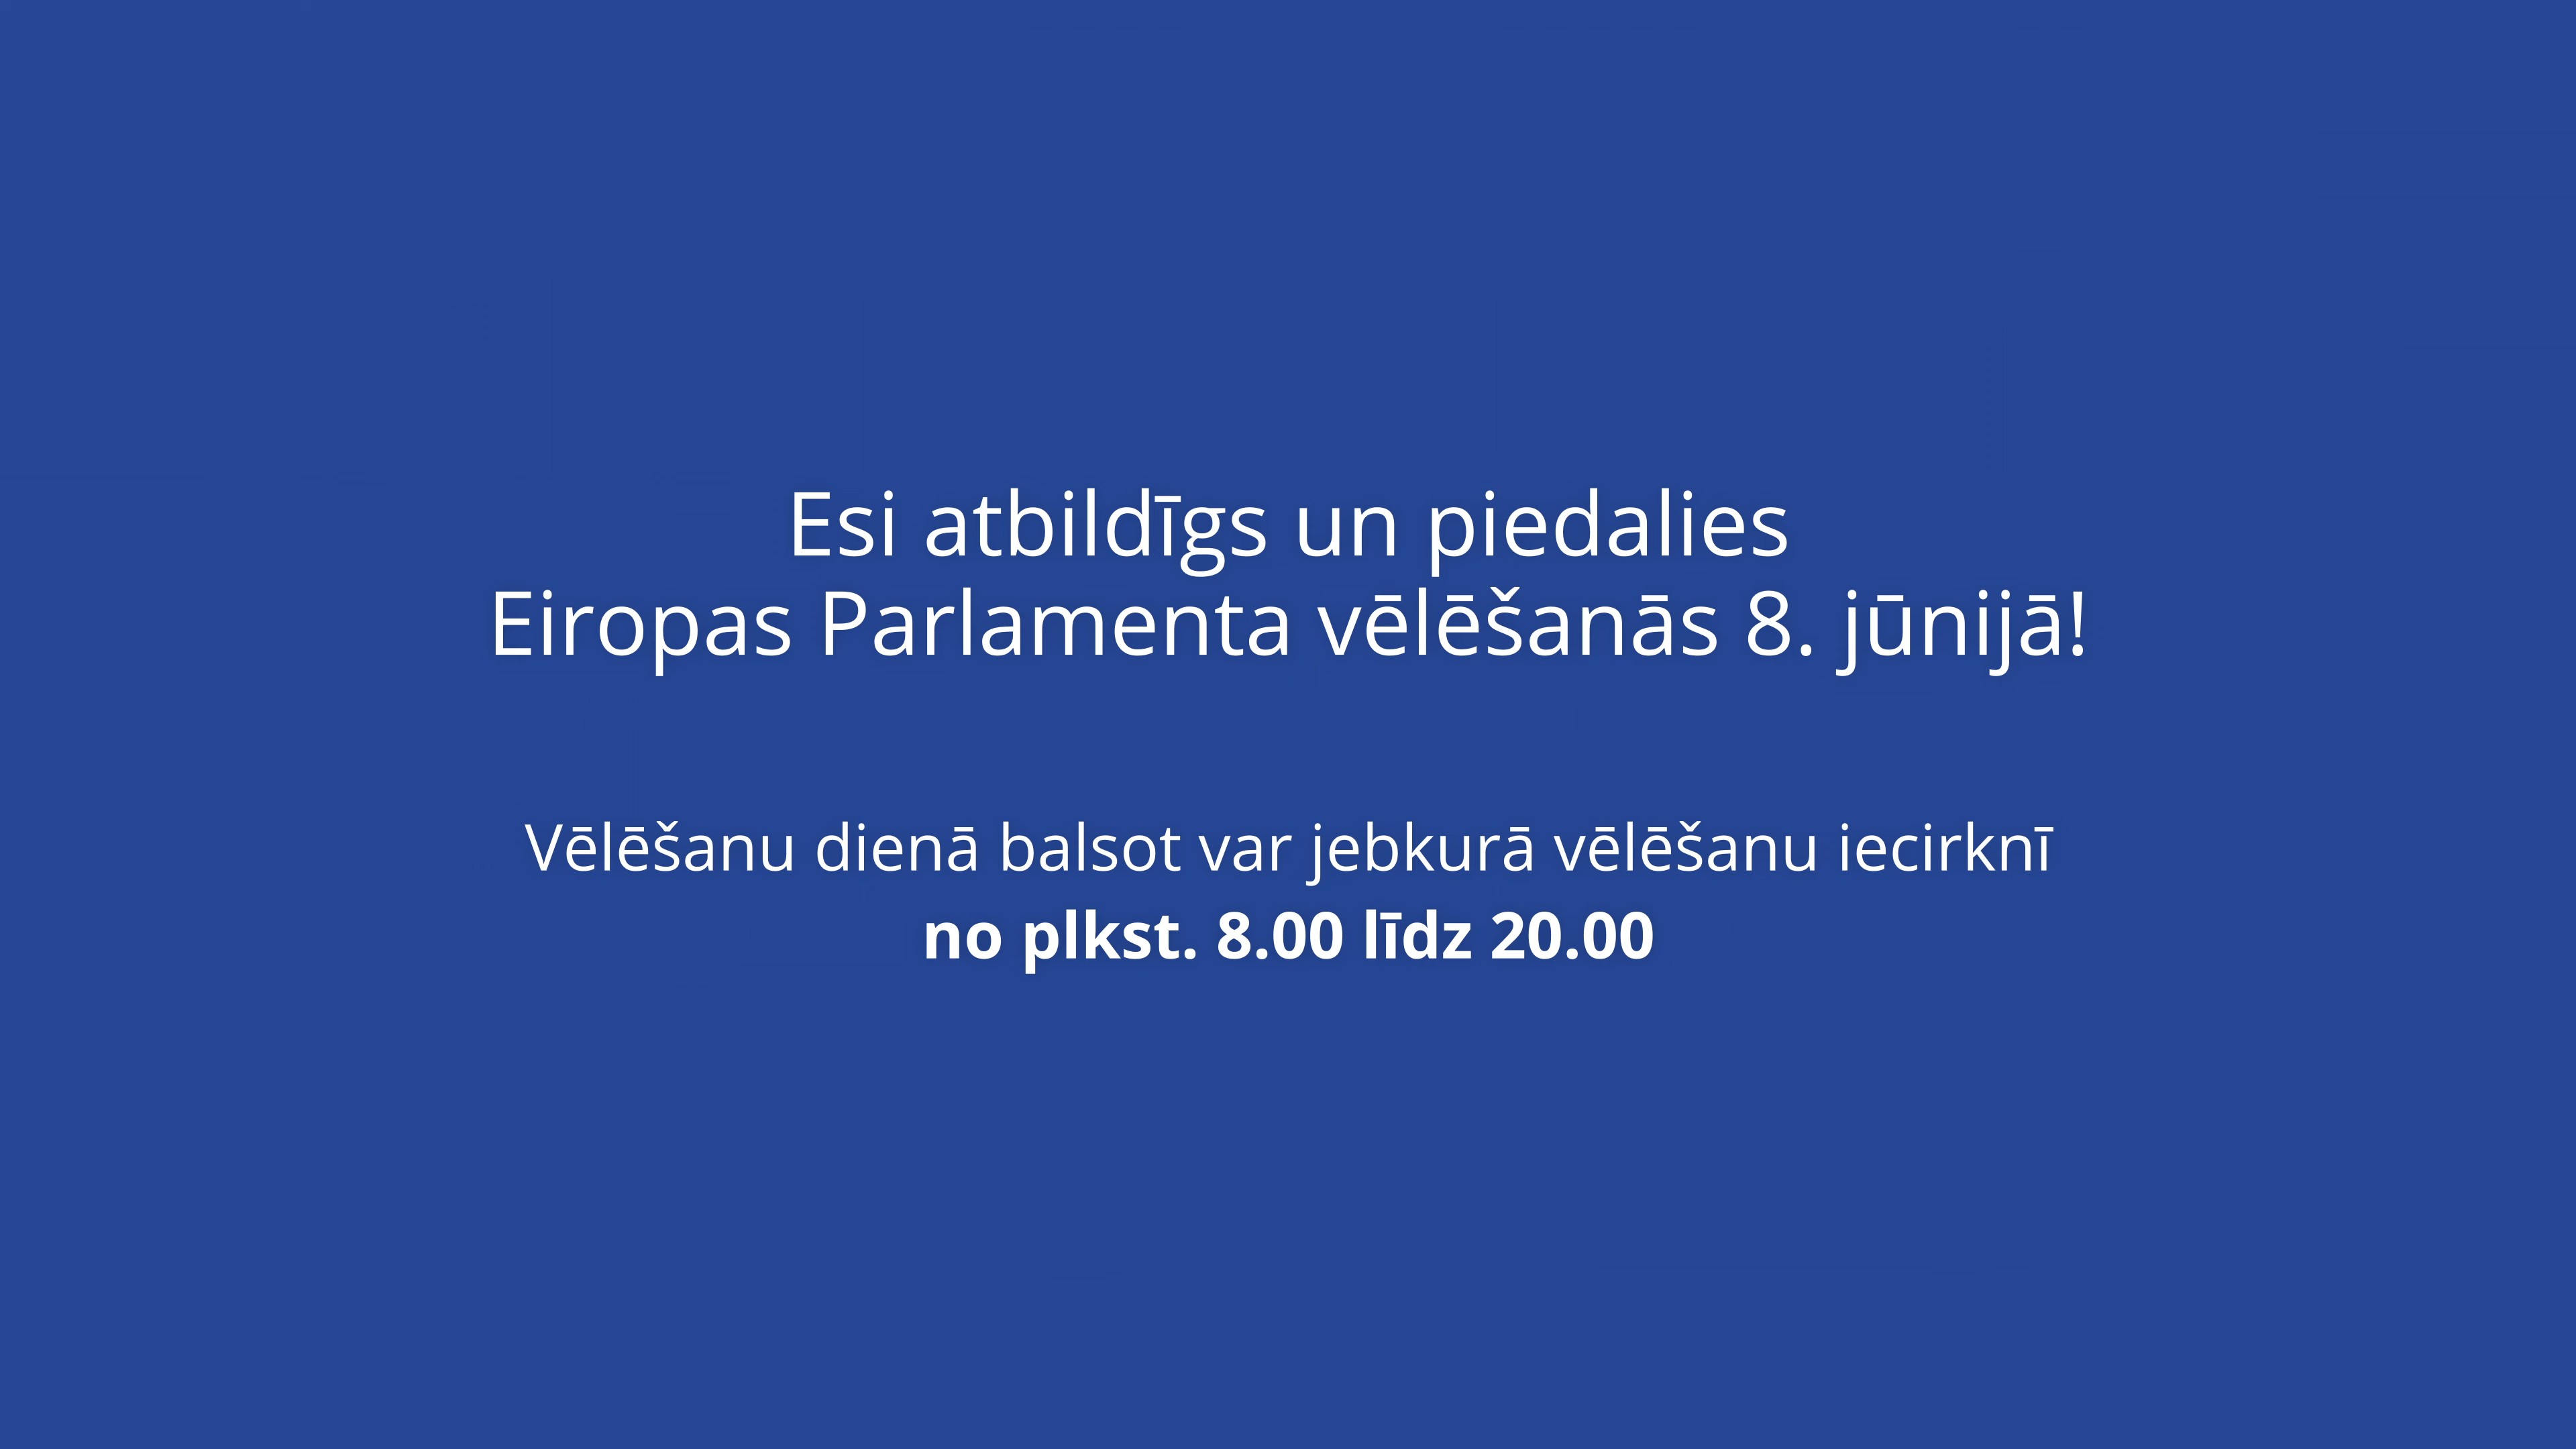 Esi atbildīgs un piedalies
Eiropas Parlamenta vēlēšanās 8. jūnijā!
Vēlēšanu dienā balsot var jebkurā vēlēšanu iecirknī
no plkst. 8.00 līdz 20.00